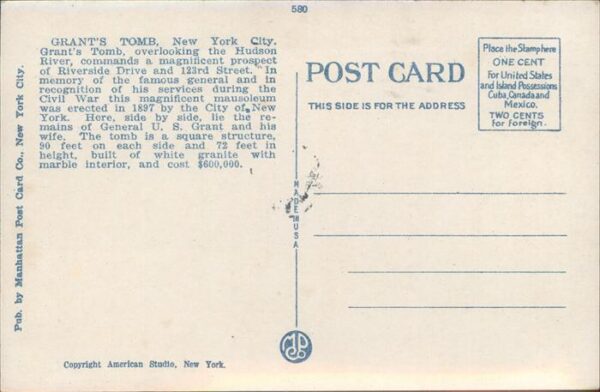 580
GRANT'S TOMB, New York City.
Grant's Tomb, overlooking the Hudson
River, commands a magnificent prospect
of Riverside Drive and 123rd Street. In
memory of the famous general and in
recognition of his services during the
Civil War this magnificent mausoleum
was erected in 1897 by the City of New
York. Here, side by side, lie the re-
mains of General U. S. Grant and his
wife. The tomb is a square structure,
90 feet on each side and 72 feet in
height, built of white granite with
marble interior, and cost $600,000.
Pub. by Manhattan Post Card Co., New York City.
Copyright American Studio, New York.
MADE IN USA
POST CARD
THIS SIDE IS FOR THE ADDRESS
Place the Stamp here
ONE CENT
For United States
and Island Possessions
Cuba, Canada and
Mexico.
TWO CENTS
for Foreign.